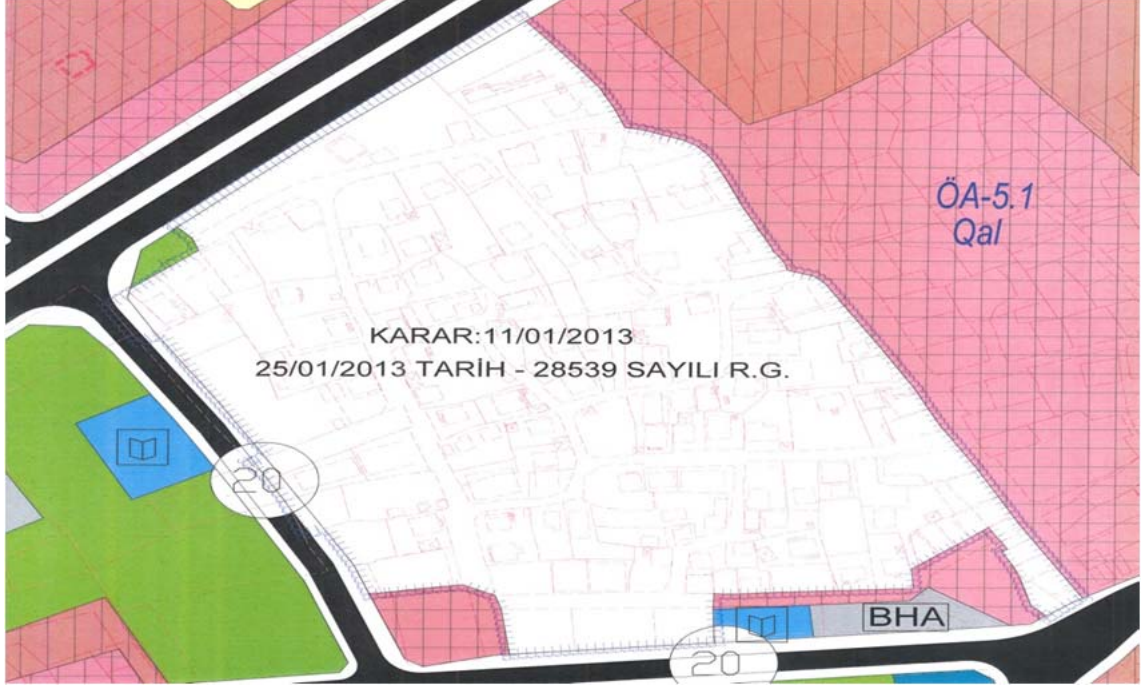 ÖA-5.1
Qal
KARAR:11/01/2013
25/01/2013 TARİH - 28539 SAYILI R.G.
20
BHA
20